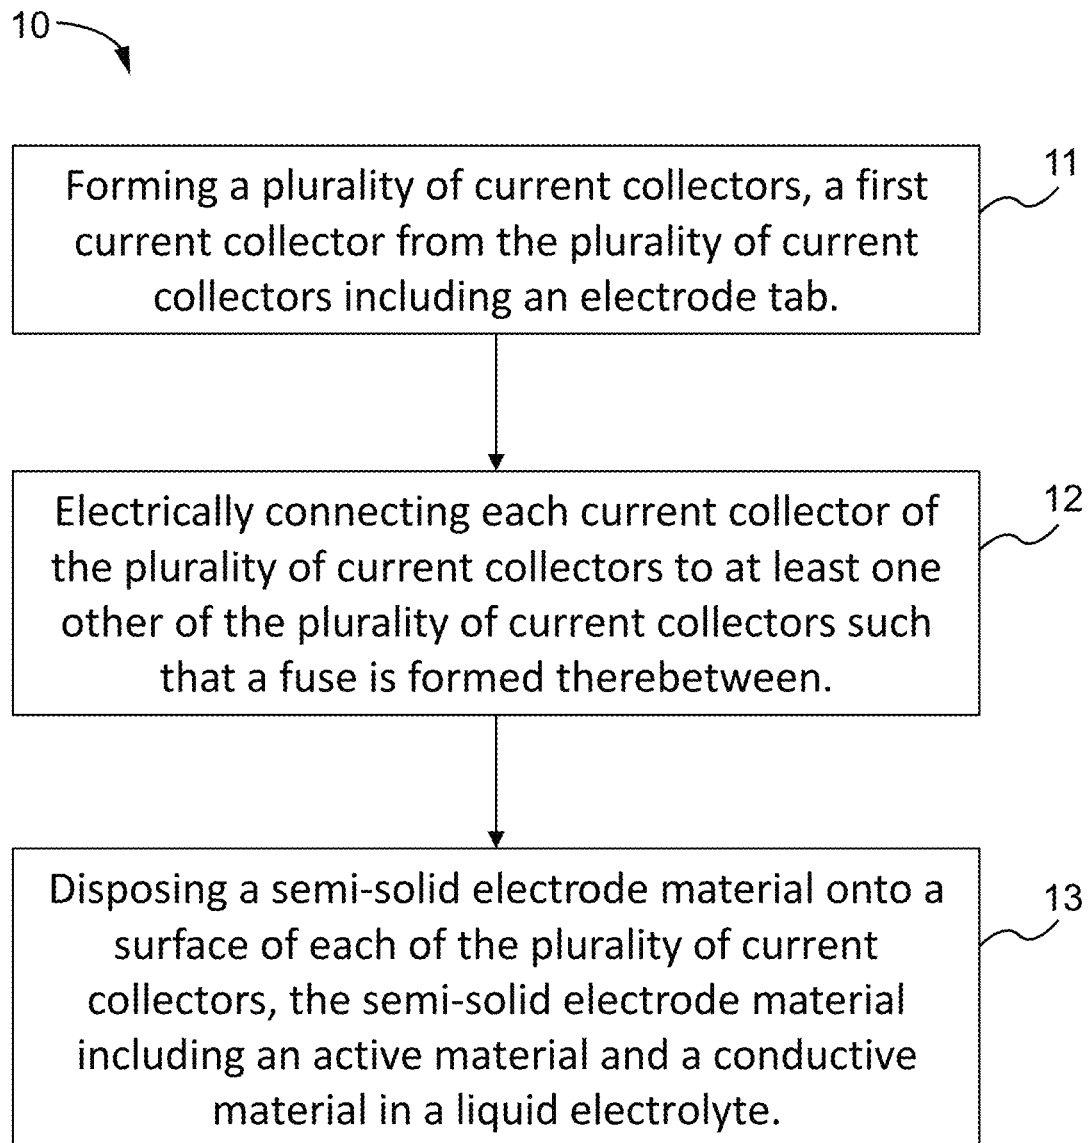 10
Forming a plurality of current collectors, a first
current collector from the plurality of current
collectors including an electrode tab.
11
Electrically connecting each current collector of
the plurality of current collectors to at least one
other of the plurality of current collectors such
that a fuse is formed therebetween.
12
Disposing a semi-solid electrode material onto a
surface of each of the plurality of current
collectors, the semi-solid electrode material
including an active material and a conductive
material in a liquid electrolyte.
13